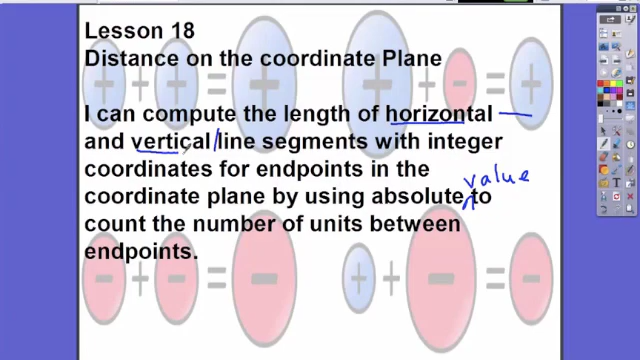 Lesson 18
Distance on the coordinate Plane
I can compute the length of horizontal
and vertical line segments with integer
coordinates for endpoints in the
coordinate plane by using absolute to
value
count the number of units between
endpoints.